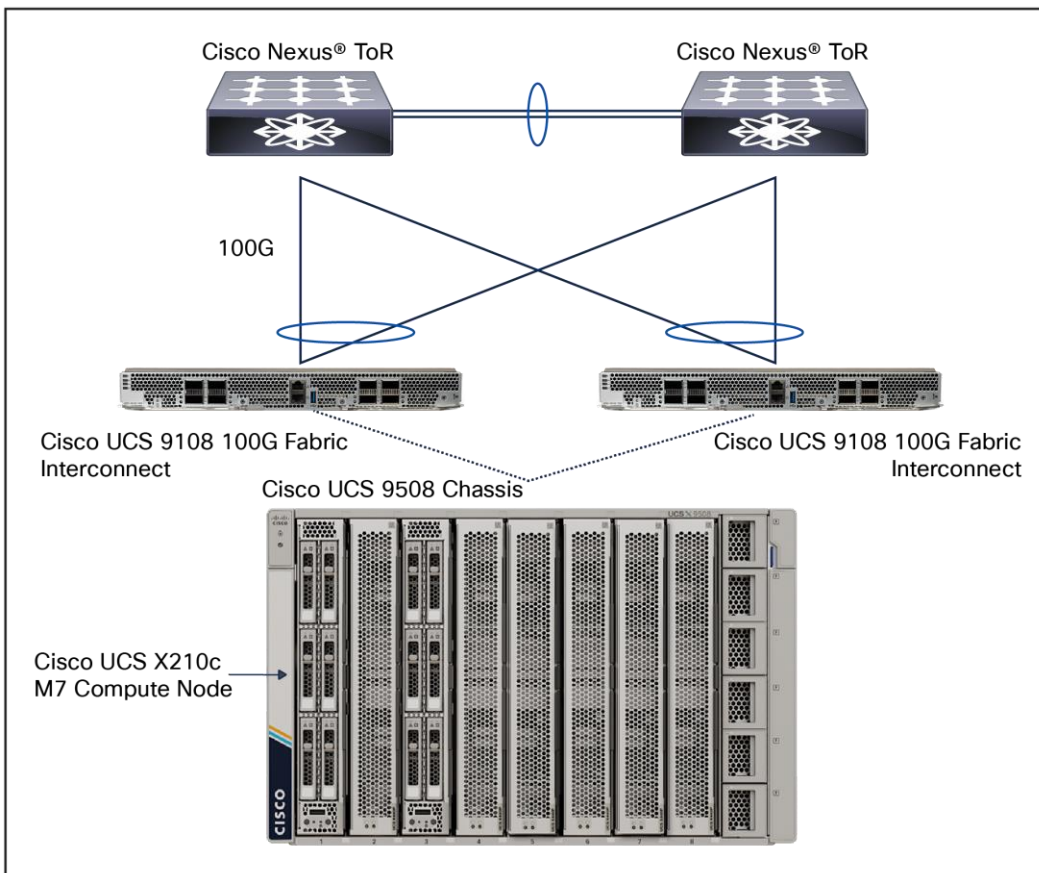 Cisco Nexus® ToR
Cisco Nexus® ToR
100G
Cisco UCS 9108 100G Fabric
Interconnect
Cisco UCS 9108 100G Fabric
Interconnect
Cisco UCS 9508 Chassis
UCS X 9508
Cisco UCS X210c
M7 Compute Node
CISCO
1 2 3 4 5 6 7 8